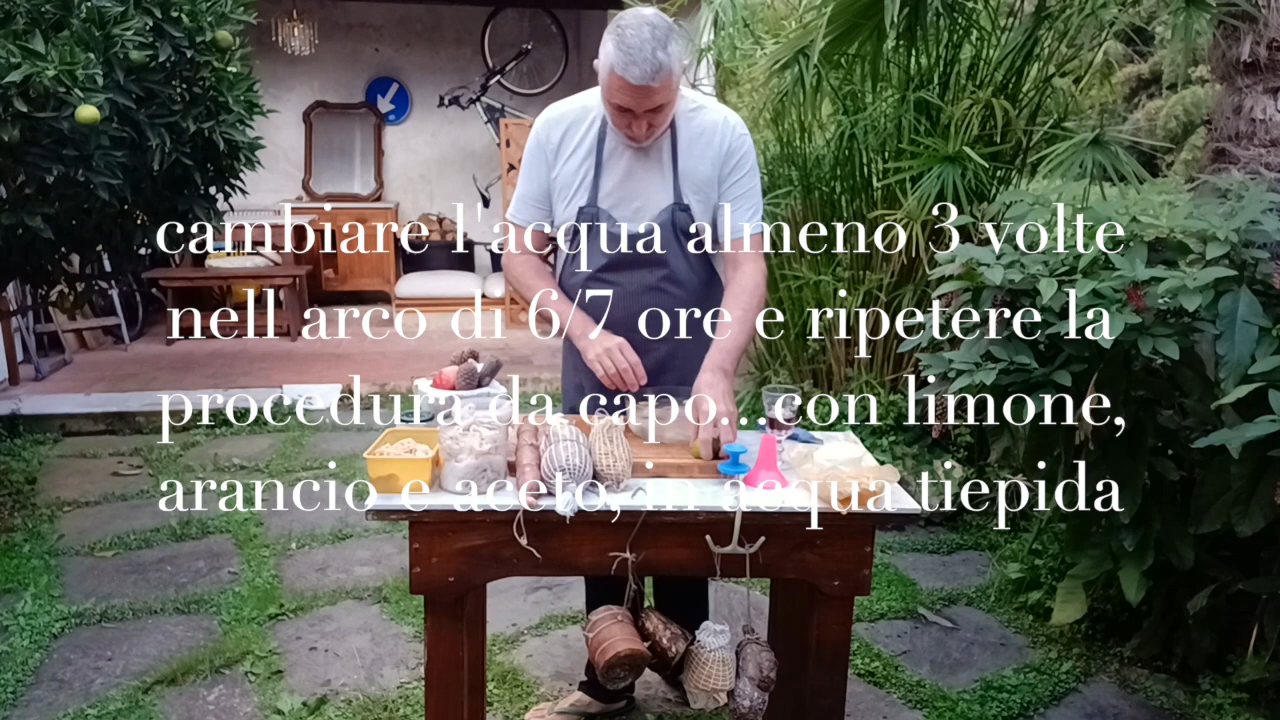 cambiare l'acqua almeno 3 volte
nell arco di 6/7 ore e ripetere la
procedura da capo...con limone,
arancio e aceto, in acqua tiepida